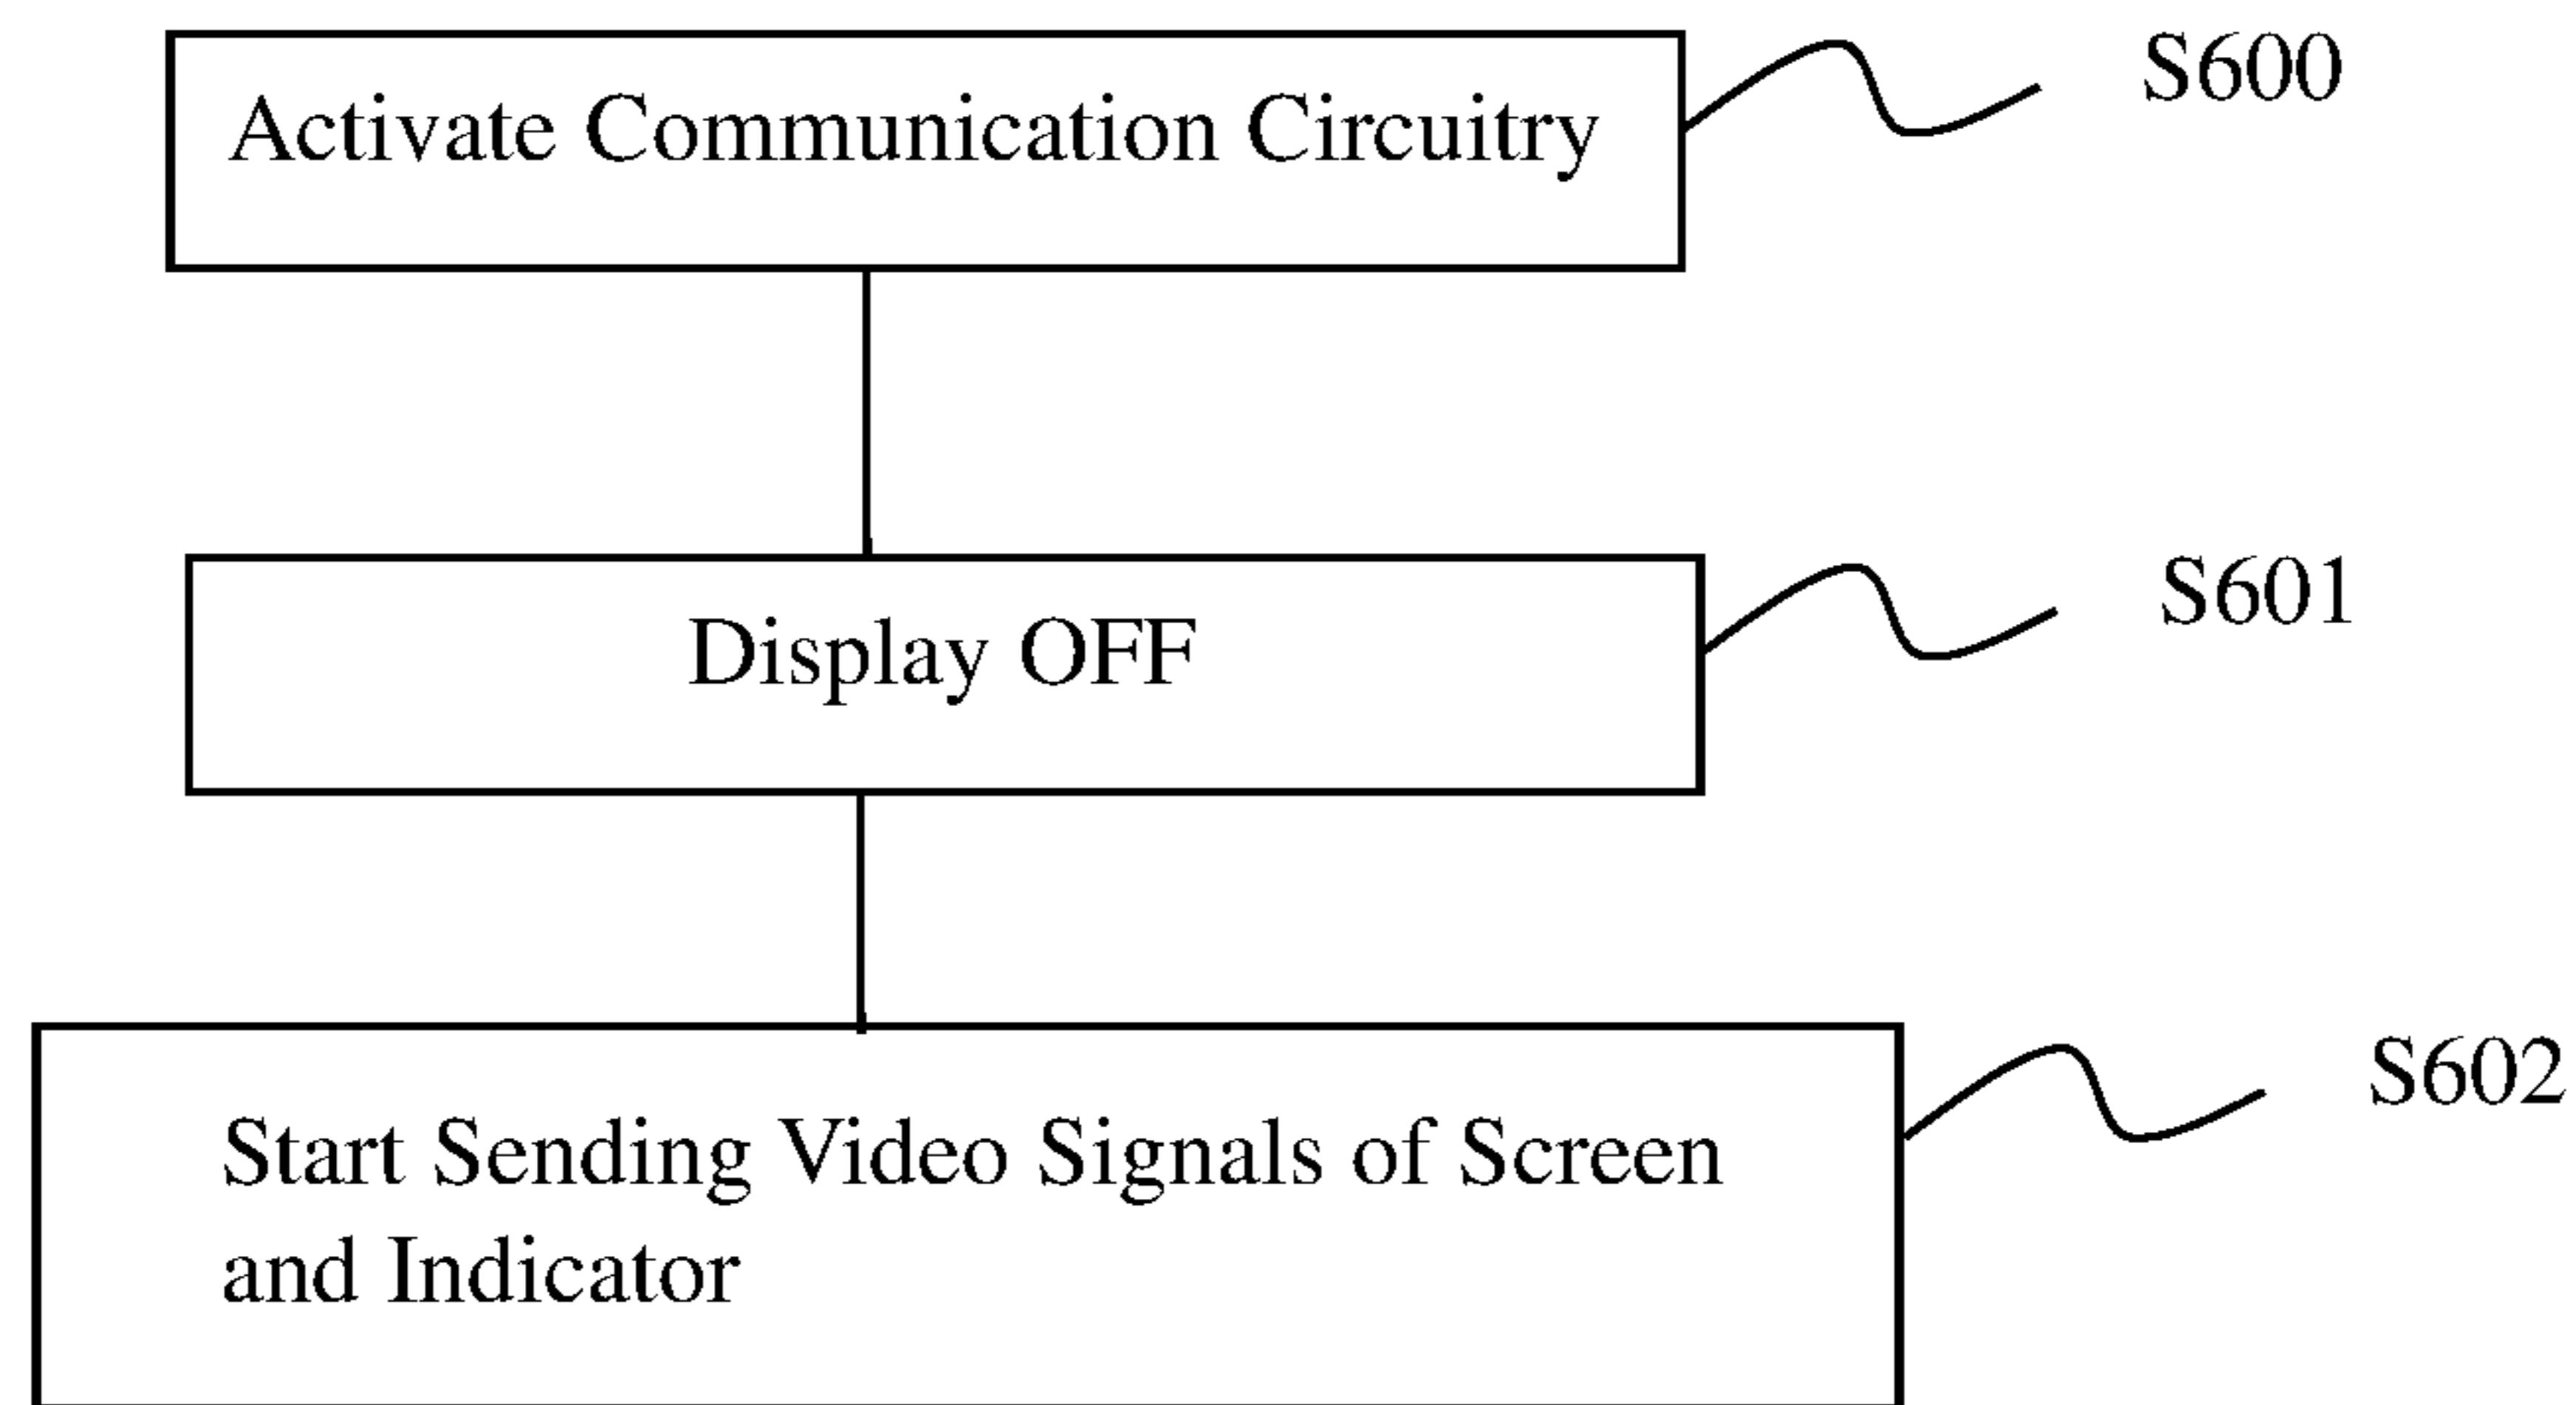 Activate Communication Circuitry
S600
Display OFF
S601
Start Sending Video Signals of Screen
and Indicator
S602